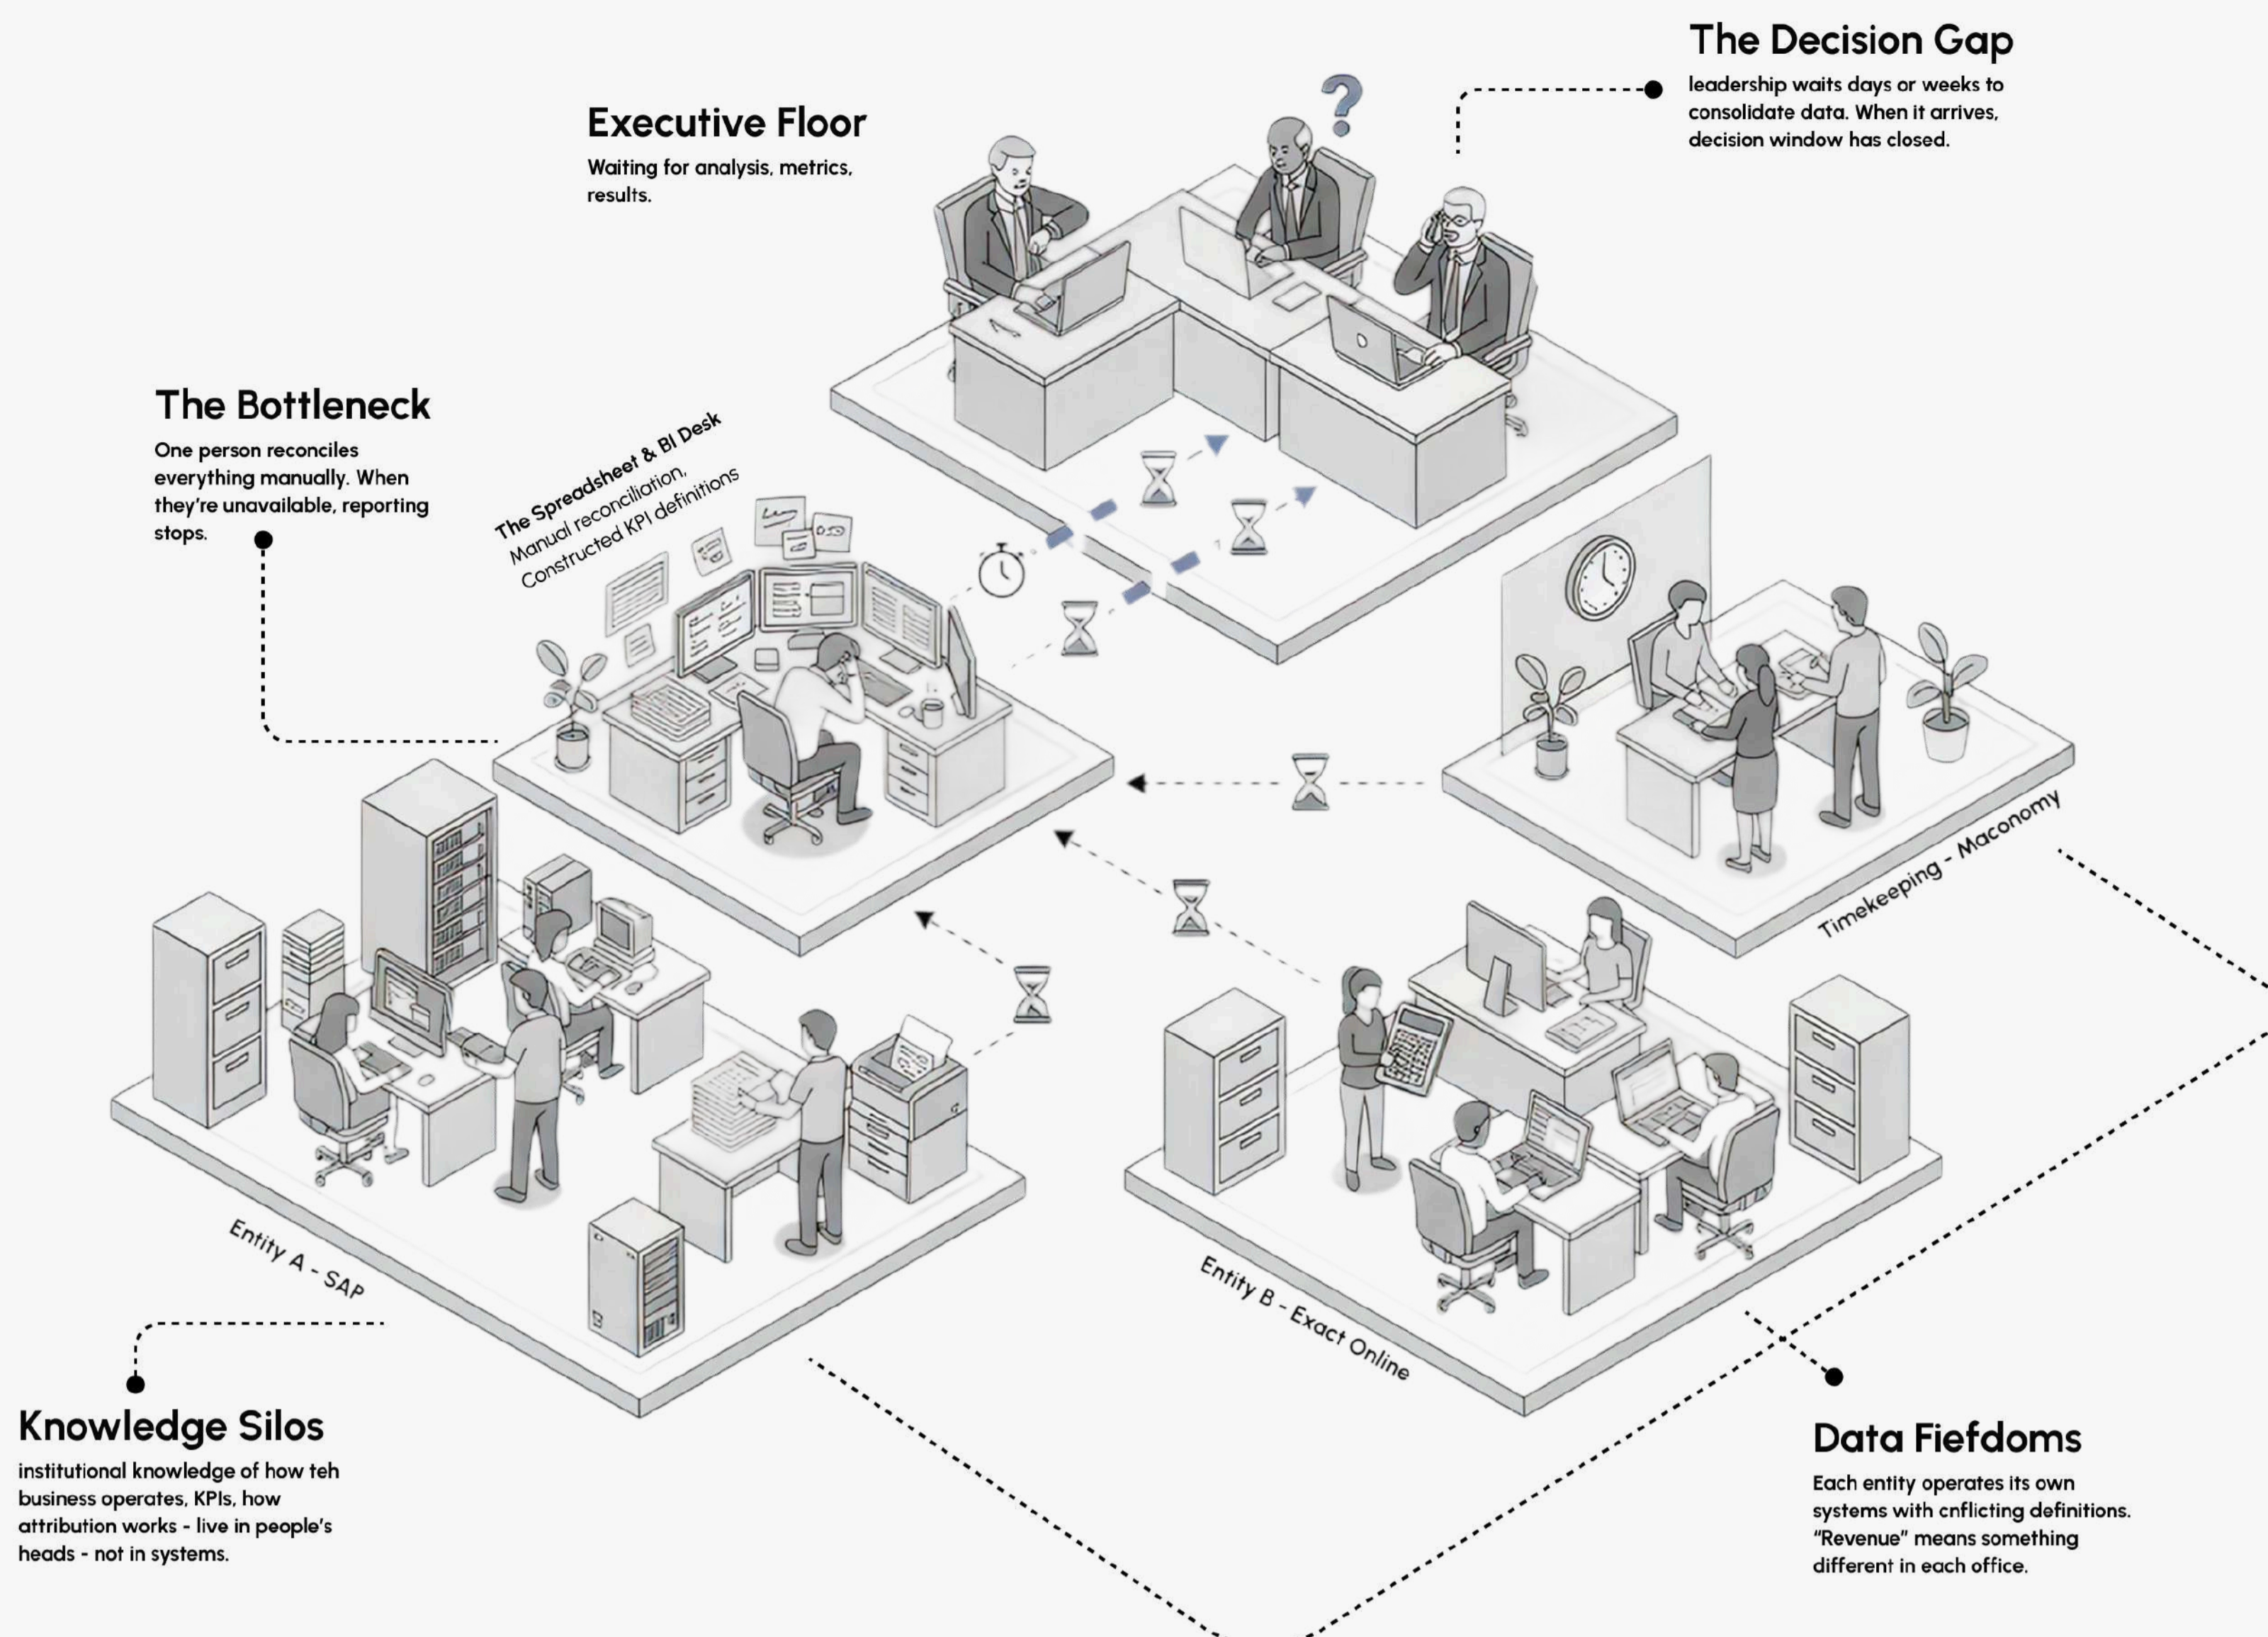 The Decision Gap
leadership waits days or weeks to
consolidate data. When it arrives,
decision window has closed.
Executive Floor
Waiting for analysis, metrics,
results.
?
The Bottleneck
One person reconciles
everything manually. When
they're unavailable, reporting
stops.
The Spreadsheet & BI Desk
Manual reconciliation,
Constructed KPI definitions
Timekeeping - Maconomy
Entity A - SAP
Entity B - Exact Online
Knowledge Silos
institutional knowledge of how teh
business operates, KPIs, how
attribution works - live in people's
heads - not in systems.
Data Fiefdoms
Each entity operates its own
systems with cnflicting definitions.
“Revenue” means something
different in each office.